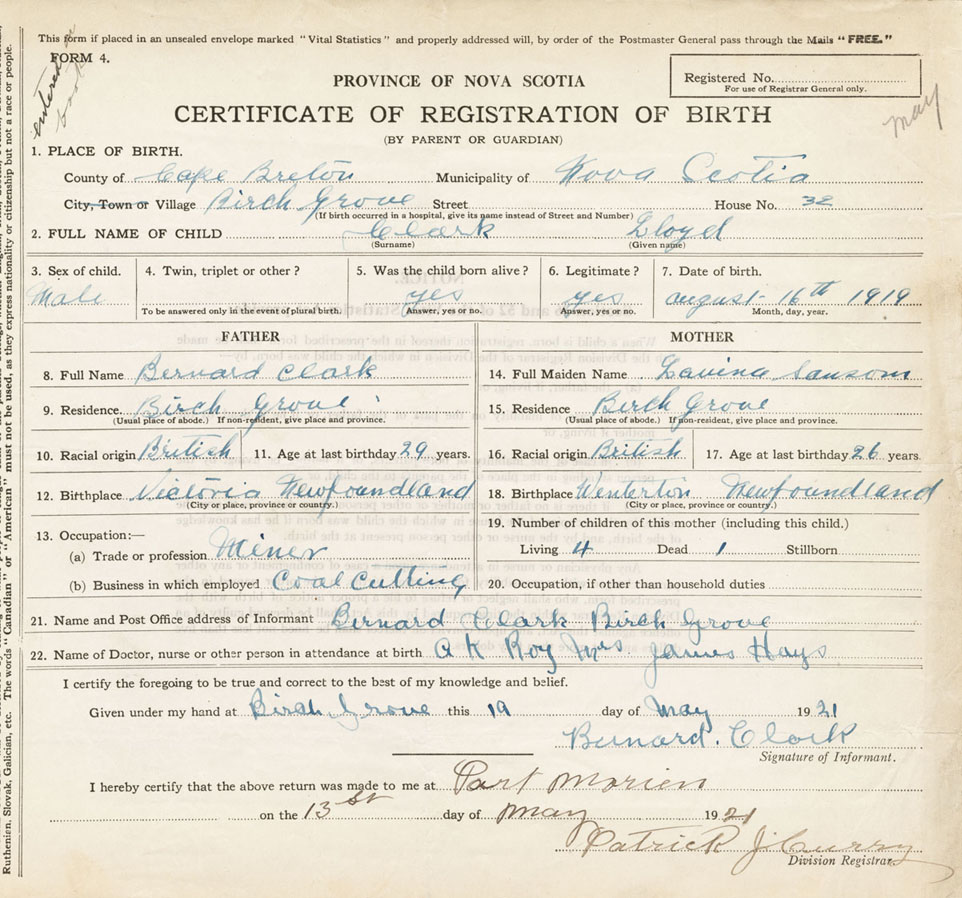 This form if placed in an unsealed envelope marked "Vital Statistics" and properly addressed will, by order of the Postmaster General pass through the Mails "FREE."
FORM 4.
entered in book
Registered No.
For use of Registrar General only.
may
PROVINCE OF NOVA SCOTIA
CERTIFICATE OF REGISTRATION OF BIRTH
(BY PARENT OR GUARDIAN)
1. PLACE OF BIRTH.
County of Cape Breton Municipality of Nova Scotia
City, Town or Village Birch Grove Street House No. 32
(If birth occurred in a hospital, give its name instead of Street and Number)
2. FULL NAME OF CHILD Clark Lloyd
(Surname) (Given name)
3. Sex of child. 4. Twin, triplet or other? 5. Was the child born alive? 6. Legitimate? 7. Date of birth.
Male yes yes august 16th 1919
To be answered only in the event of plural birth. Answer, yes or no. Answer, yes or no. Month, day, year.
FATHER MOTHER
8. Full Name Bernard Clark 14. Full Maiden Name Lavina Sansom
9. Residence. Birch Grove 15. Residence Birch Grove
(Usual place of abode.) If non-resident, give place and province. (Usual place of abode.) If non-resident, give place and province.
10. Racial origin British 11. Age at last birthday 29 years. 16. Racial origin British 17. Age at last birthday 26 years.
12. Birthplace Victoria Newfoundland 18. Birthplace Winterton Newfoundland
(City or place, province or country.) (City or place, province or country.)
13. Occupation:— 19. Number of children of this mother (including this child.)
(a) Trade or profession Miner Living 4 Dead 1 Stillborn
(b) Business in which employed Coal Cutting 20. Occupation, if other than household duties
21. Name and Post Office address of Informant Bernard Clark Birch Grove
22. Name of Doctor, nurse or other person in attendance at birth A K Roy Mrs James Hays
I certify the foregoing to be true and correct to the best of my knowledge and belief.
Given under my hand at Birch Grove this 19 day of May 1921
Bernard. Clark
Signature of Informant.
I hereby certify that the above return was made to me at Port Morien
on the 13st day of May 1921
Patrick J. Curry
Division Registrar.
Ruthenien, Slovak, Galician, etc. The words "Canadian" or "American" must not be used, as they express nationality or citizenship but not a race or people.